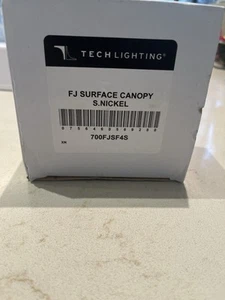 TECH LIGHTING®
FJ SURFACE CANOPY
S.NICKEL
700FJSF4S